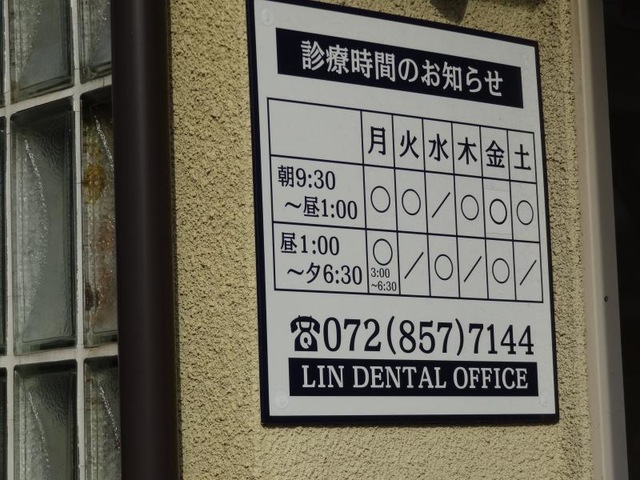 診療時間のお知らせ
月 火 水 木 金 土
朝9:30 ○ ○ ／ ○ ○ ○
～昼1:00
昼1:00 ○ ／ ○ ／ ○ ／
～夕6:30 3:00
～6:30
☎072(857)7144
LIN DENTAL OFFICE